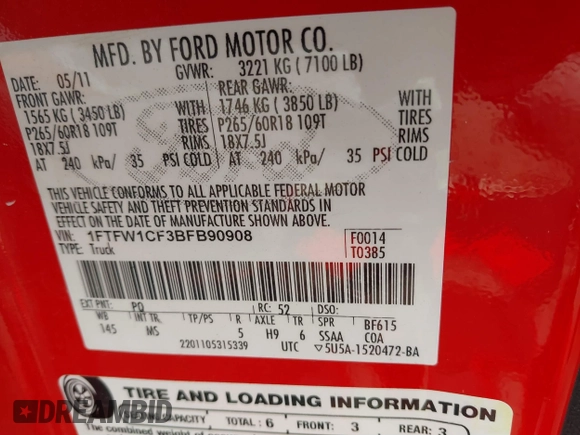 MFD. BY FORD MOTOR CO.
DATE: 05/11 GVWR: 3221 KG ( 7100 LB)
FRONT GAWR: REAR GAWR:
1565 KG ( 3450 LB) WITH 1746 KG ( 3850 LB) WITH
P265/60R18 109T TIRES P265/60R18 109T TIRES
18X7.5J RIMS 18X7.5J RIMS
AT 240 kPa/ 35 PSI COLD AT 240 kPa/ 35 PSI COLD
THIS VEHICLE CONFORMS TO ALL APPLICABLE FEDERAL MOTOR
VEHICLE SAFETY AND THEFT PREVENTION STANDARDS IN
EFFECT ON THE DATE OF MANUFACTURE SHOWN ABOVE.
VIN: 1FTFW1CF3BFB90908 F0014
TYPE: Truck T0385
EXT PNT: PQ RC: 52 DSO:
WB INT TR. TP/PS R AXLE TR SPR BF615
145 MS 5 H9 6 SSAA COA
2201105315339 UTC ▽5U5A-1520472-BA
TIRE AND LOADING INFORMATION
CAPACITY TOTAL : 6 FRONT : 3 REAR: 3
The combined weight of
DREAMBID